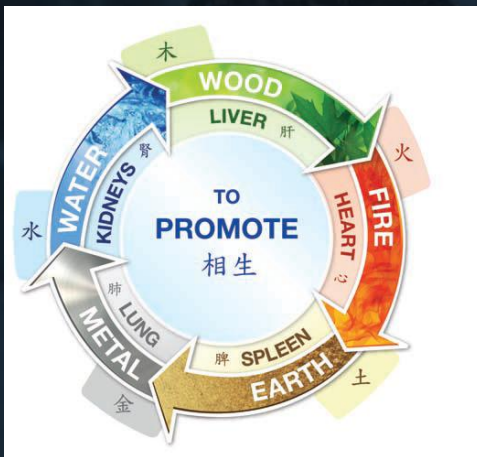 木
WOOD
LIVER 肝
火
FIRE
HEART 心
土
EARTH
脾 SPLEEN
金
METAL
肺 LUNG
水
WATER
KIDNEYS 腎
TO
PROMOTE
相生